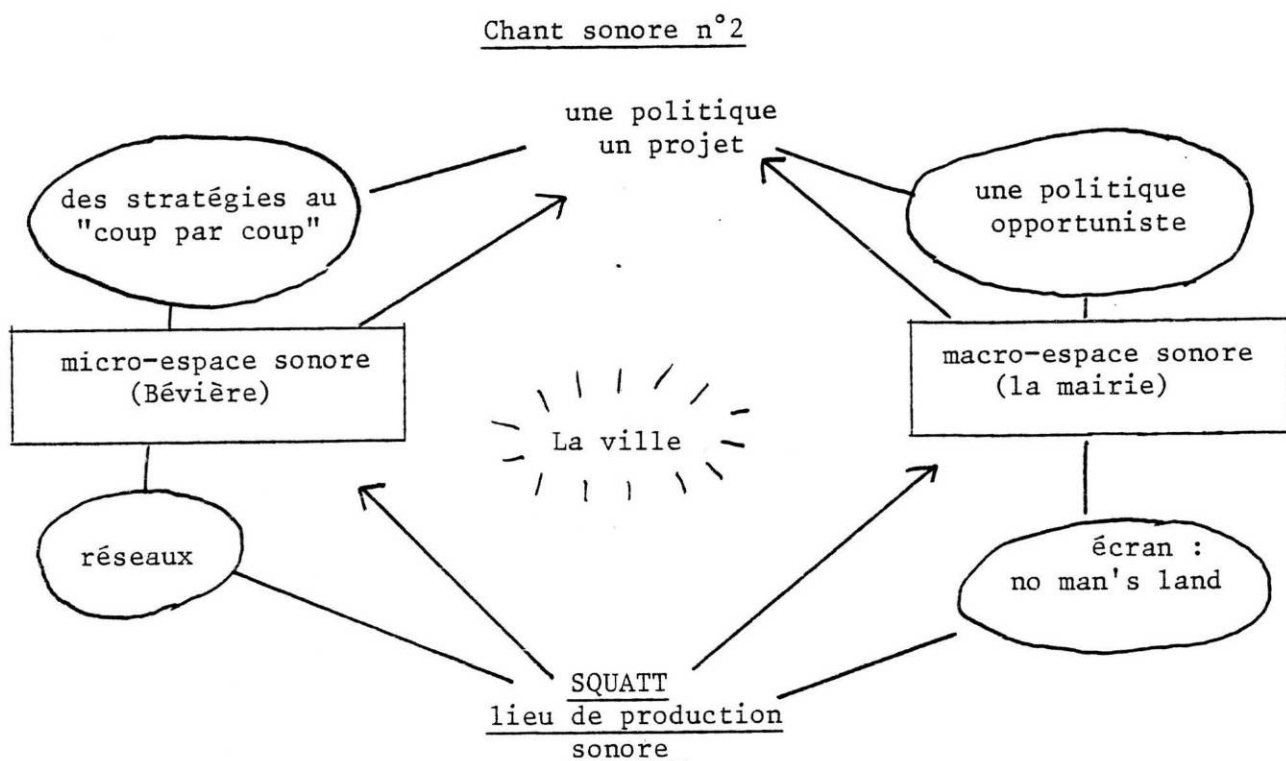 Chant sonore n°2
une politique
un projet
des stratégies au
"coup par coup"
une politique
opportuniste
micro-espace sonore
(Bévière)
macro-espace sonore
(la mairie)
La ville
réseaux
écran :
no man's land
SQUATT
lieu de production
sonore